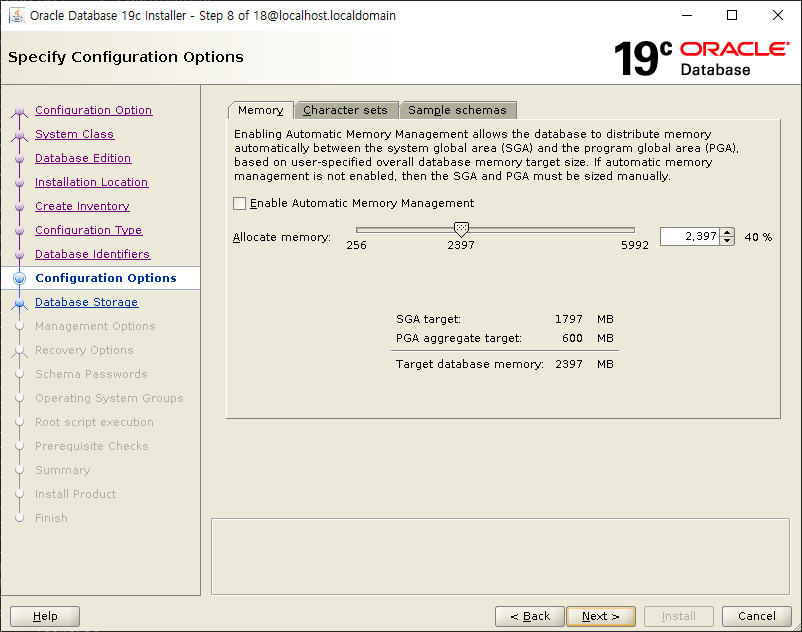 Oracle Database 19c Installer - Step 8 of 18@localhost.localdomain
Specify Configuration Options
19c ORACLE
Database
Configuration Option
System Class
Database Edition
Installation Location
Create Inventory
Configuration Type
Database Identifiers
Configuration Options
Database Storage
Management Options
Recovery Options
Schema Passwords
Operating System Groups
Root script execution
Prerequisite Checks
Summary
Install Product
Finish
Memory Character sets Sample schemas
Enabling Automatic Memory Management allows the database to distribute memory
automatically between the system global area (SGA) and the program global area (PGA),
based on user-specified overall database memory target size. If automatic memory
management is not enabled, then the SGA and PGA must be sized manually.
Enable Automatic Memory Management
Allocate memory: 256 2397 5992 2,397 40 %
SGA target: 1797 MB
PGA aggregate target: 600 MB
Target database memory: 2397 MB
Help < Back Next > Install Cancel